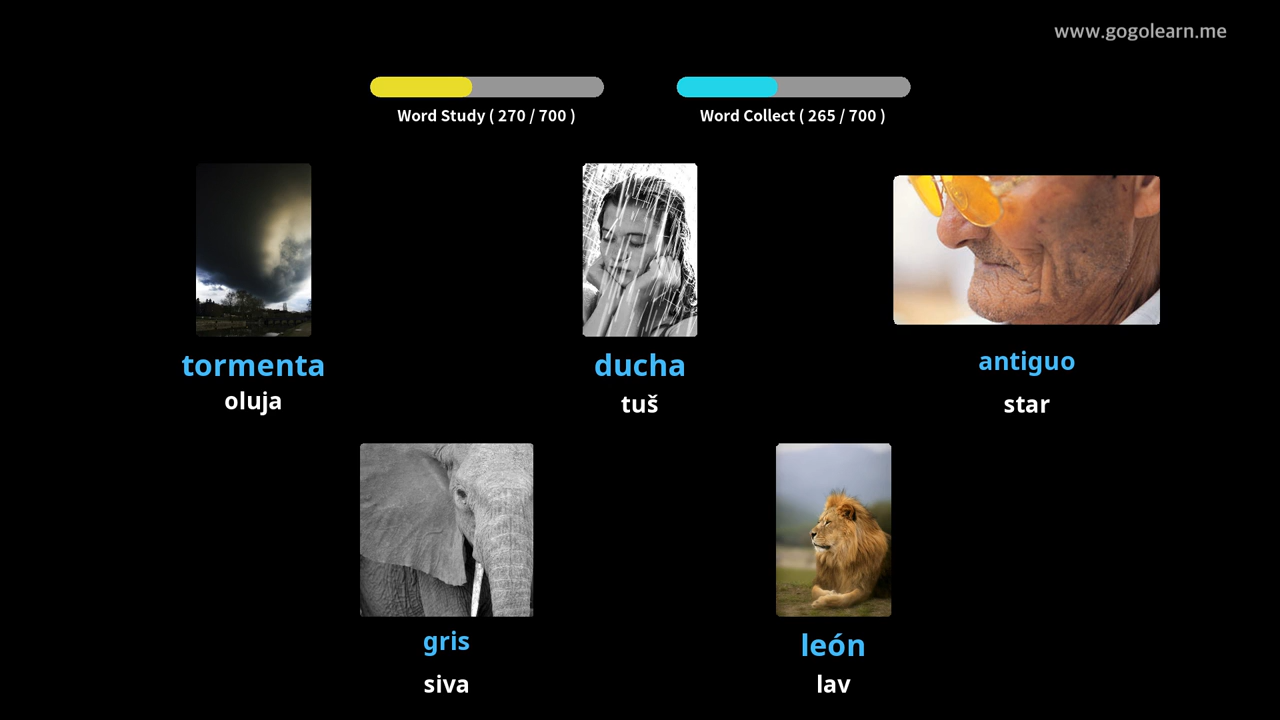 www.gogolearn.me
Word Study ( 270 / 700 )
Word Collect ( 265 / 700 )
tormenta
oluja
ducha
tuš
antiguo
star
gris
siva
león
lav